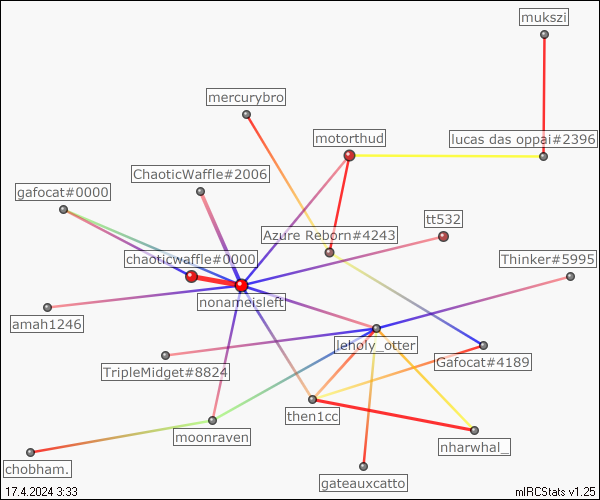 mukszi
mercurybro
motorthud
lucas das oppai#2396
ChaoticWaffle#2006
gafocat#0000
tt532
Azure Reborn#4243
chaoticwaffle#0000
Thinker#5995
nonameisleft
amah1246
leholy_otter
Gafocat#4189
TripleMidget#8824
then1cc
moonraven
nharwhal_
chobham.
gateauxcatto
17.4.2024 3:33
mIRCStats v1.25